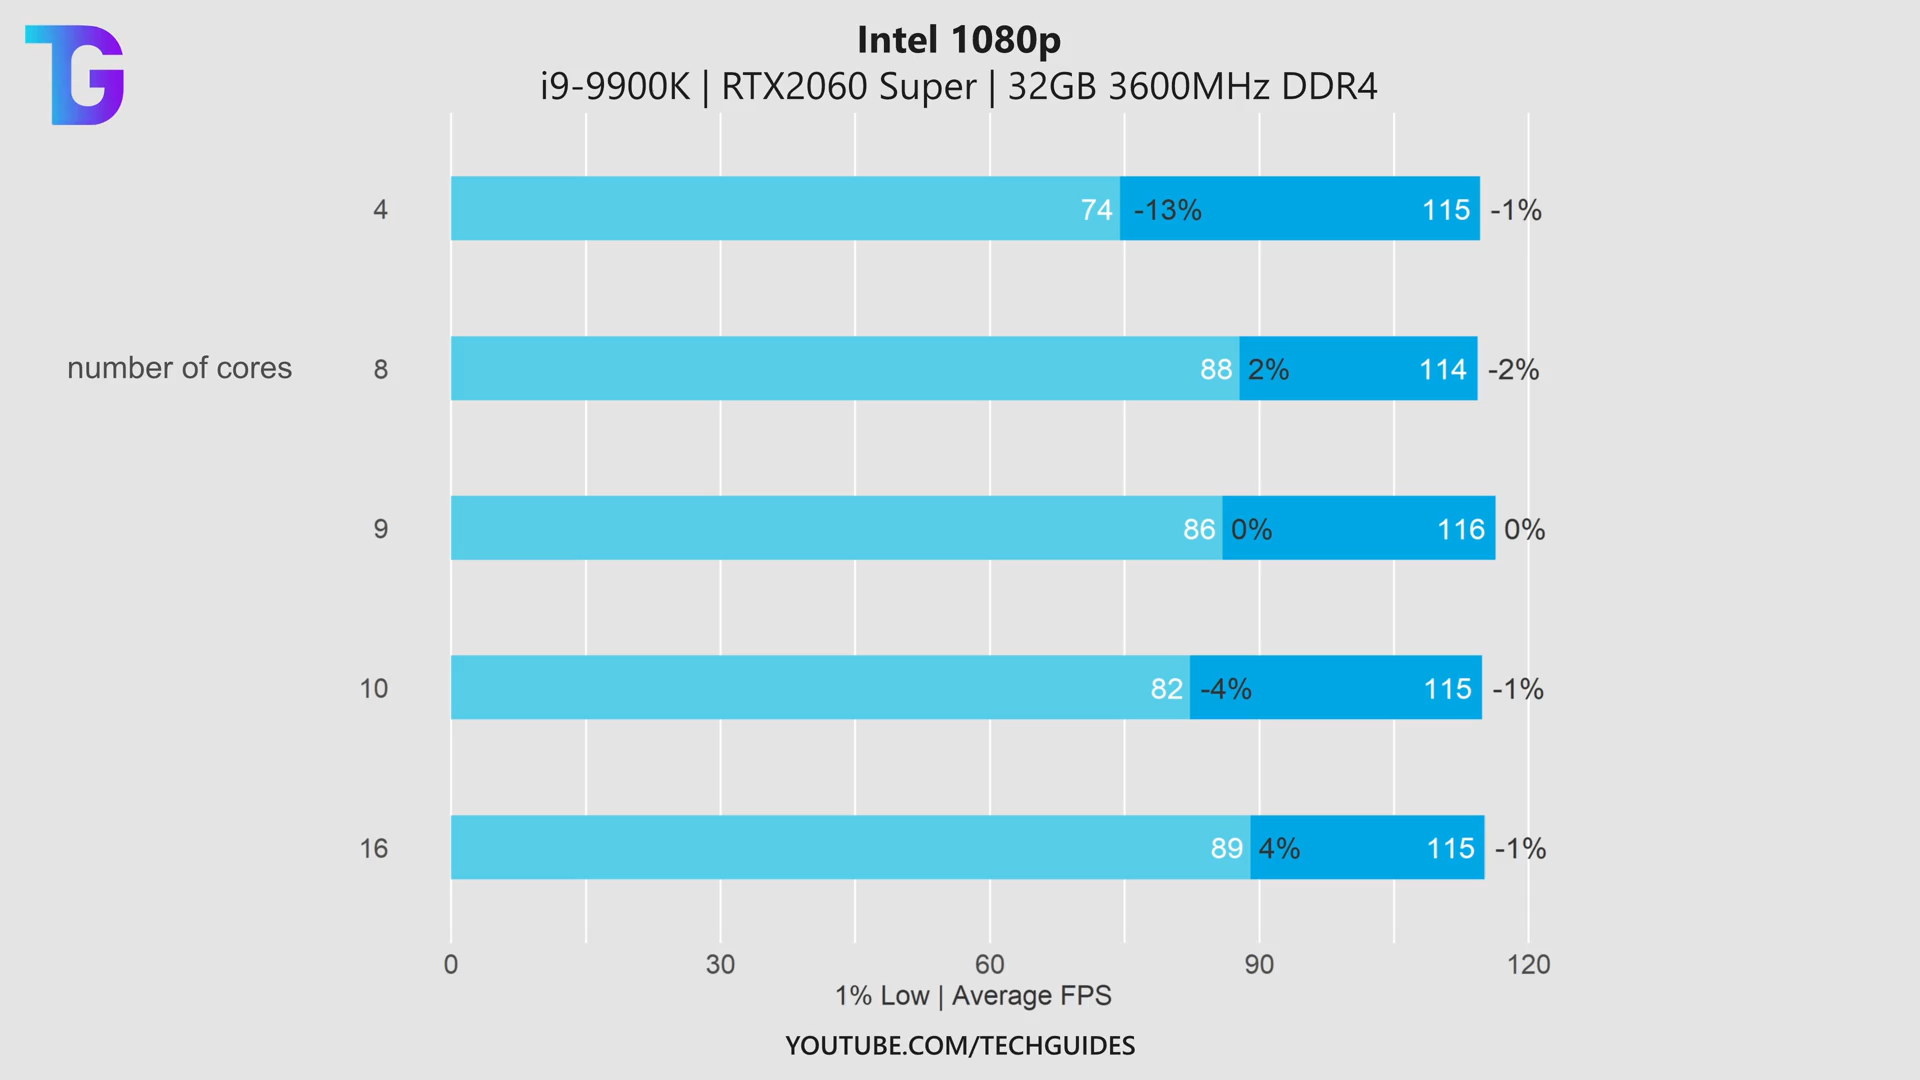 TG
Intel 1080p
i9-9900K | RTX2060 Super | 32GB 3600MHz DDR4
4 74 -13% 115 -1%
number of cores 8 88 2% 114 -2%
9 86 0% 116 0%
10 82 -4% 115 -1%
16 89 4% 115 -1%
0 30 60 90 120
1% Low | Average FPS
YOUTUBE.COM/TECHGUIDES